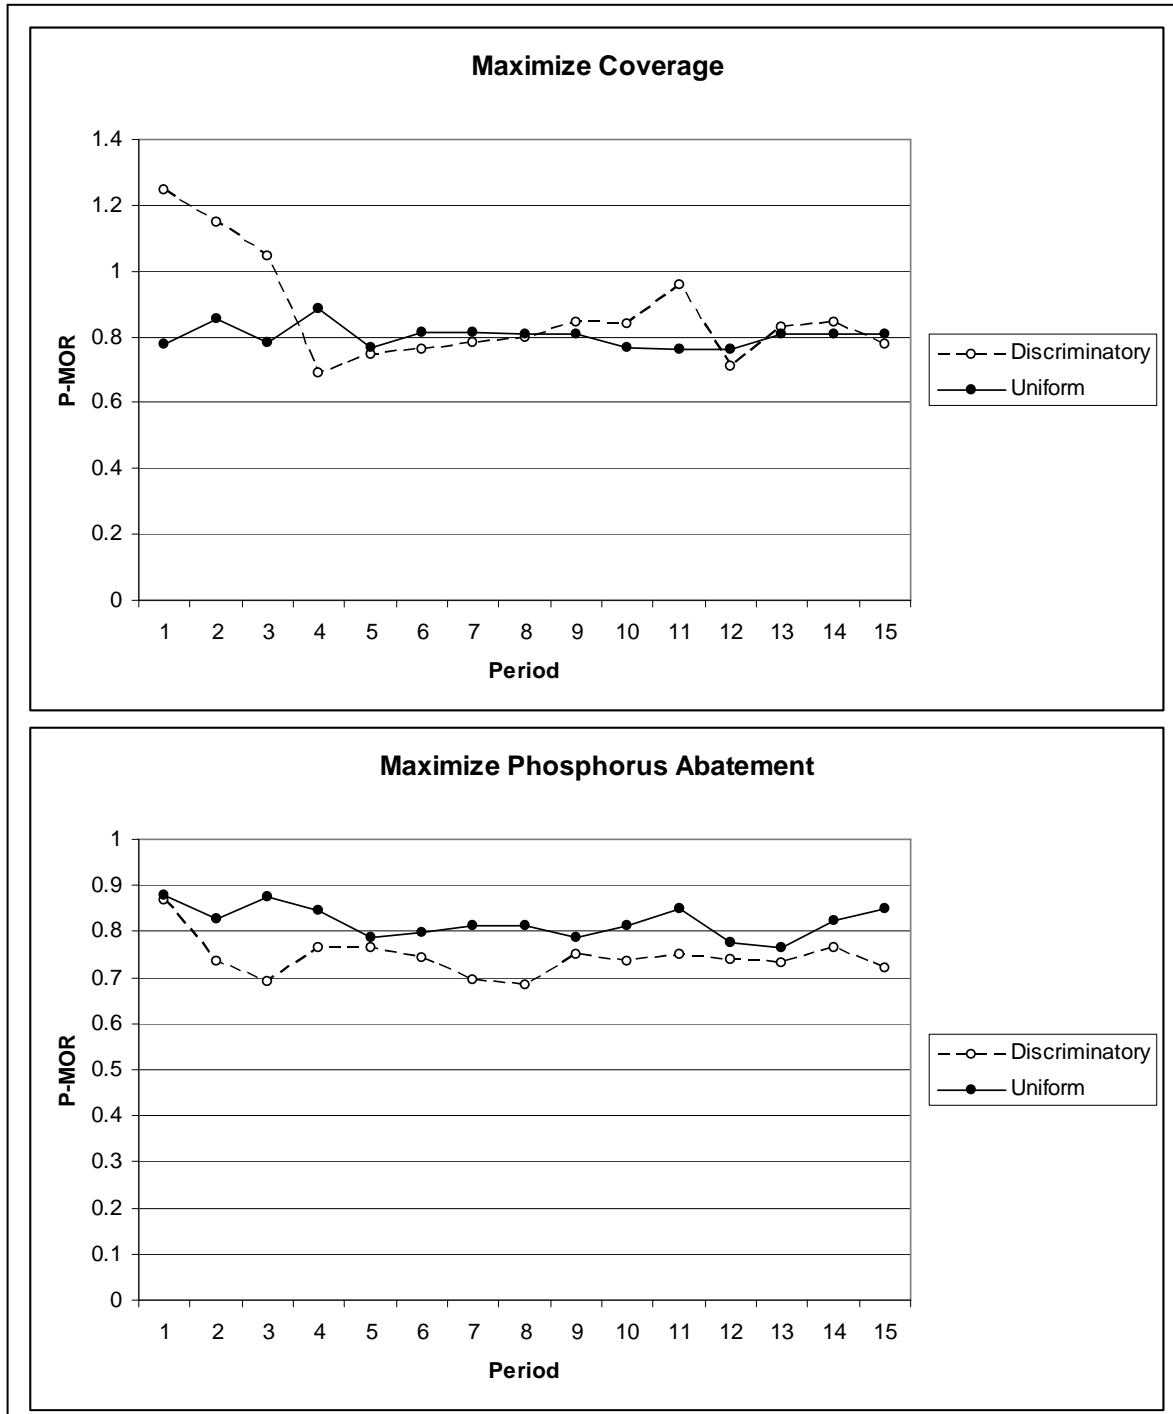 Maximize Coverage
1.4
1.2
1
0.8
0.6
0.4
0.2
0
P-MOR
1 2 3 4 5 6 7 8 9 10 11 12 13 14 15
Period
Discriminatory
Uniform
Maximize Phosphorus Abatement
1
0.9
0.8
0.7
0.6
0.5
0.4
0.3
0.2
0.1
0
P-MOR
1 2 3 4 5 6 7 8 9 10 11 12 13 14 15
Period
Discriminatory
Uniform